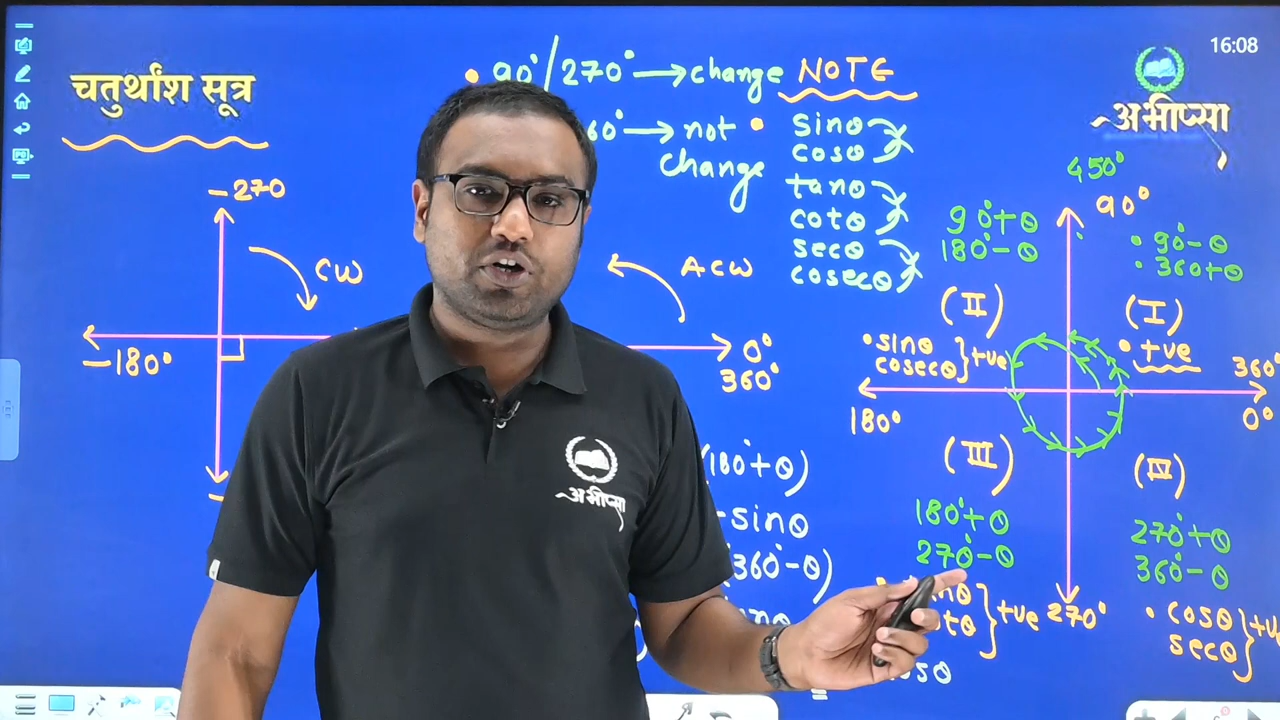 16:08
चतुर्थांश सूत्र
• 90°/270° → change
60° → not change
NOTE
• sinθ
cosθ
tanθ
cotθ
secθ
cosecθ
अभीप्सा
-270
CW
-180°
ACW
0°
360°
(180°+θ)
-sinθ
(360°-θ)
450°
90°
90°+θ
180°-θ
• 90°-θ
• 360+θ
(II)
(I)
• sinθ
cosecθ } +ve
• +ve
360°
0°
180°
(III)
(IV)
180°+θ
270°-θ
270°+θ
360°-θ
+ve
270°
• cosθ
secθ } +ve
अभीप्सा